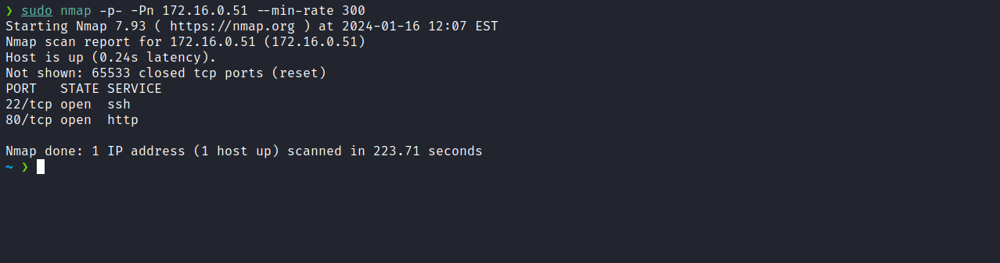 ❯ sudo nmap -p- -Pn 172.16.0.51 --min-rate 300
Starting Nmap 7.93 ( https://nmap.org ) at 2024-01-16 12:07 EST
Nmap scan report for 172.16.0.51 (172.16.0.51)
Host is up (0.24s latency).
Not shown: 65533 closed tcp ports (reset)
PORT   STATE SERVICE
22/tcp open  ssh
80/tcp open  http

Nmap done: 1 IP address (1 host up) scanned in 223.71 seconds
~ ❯